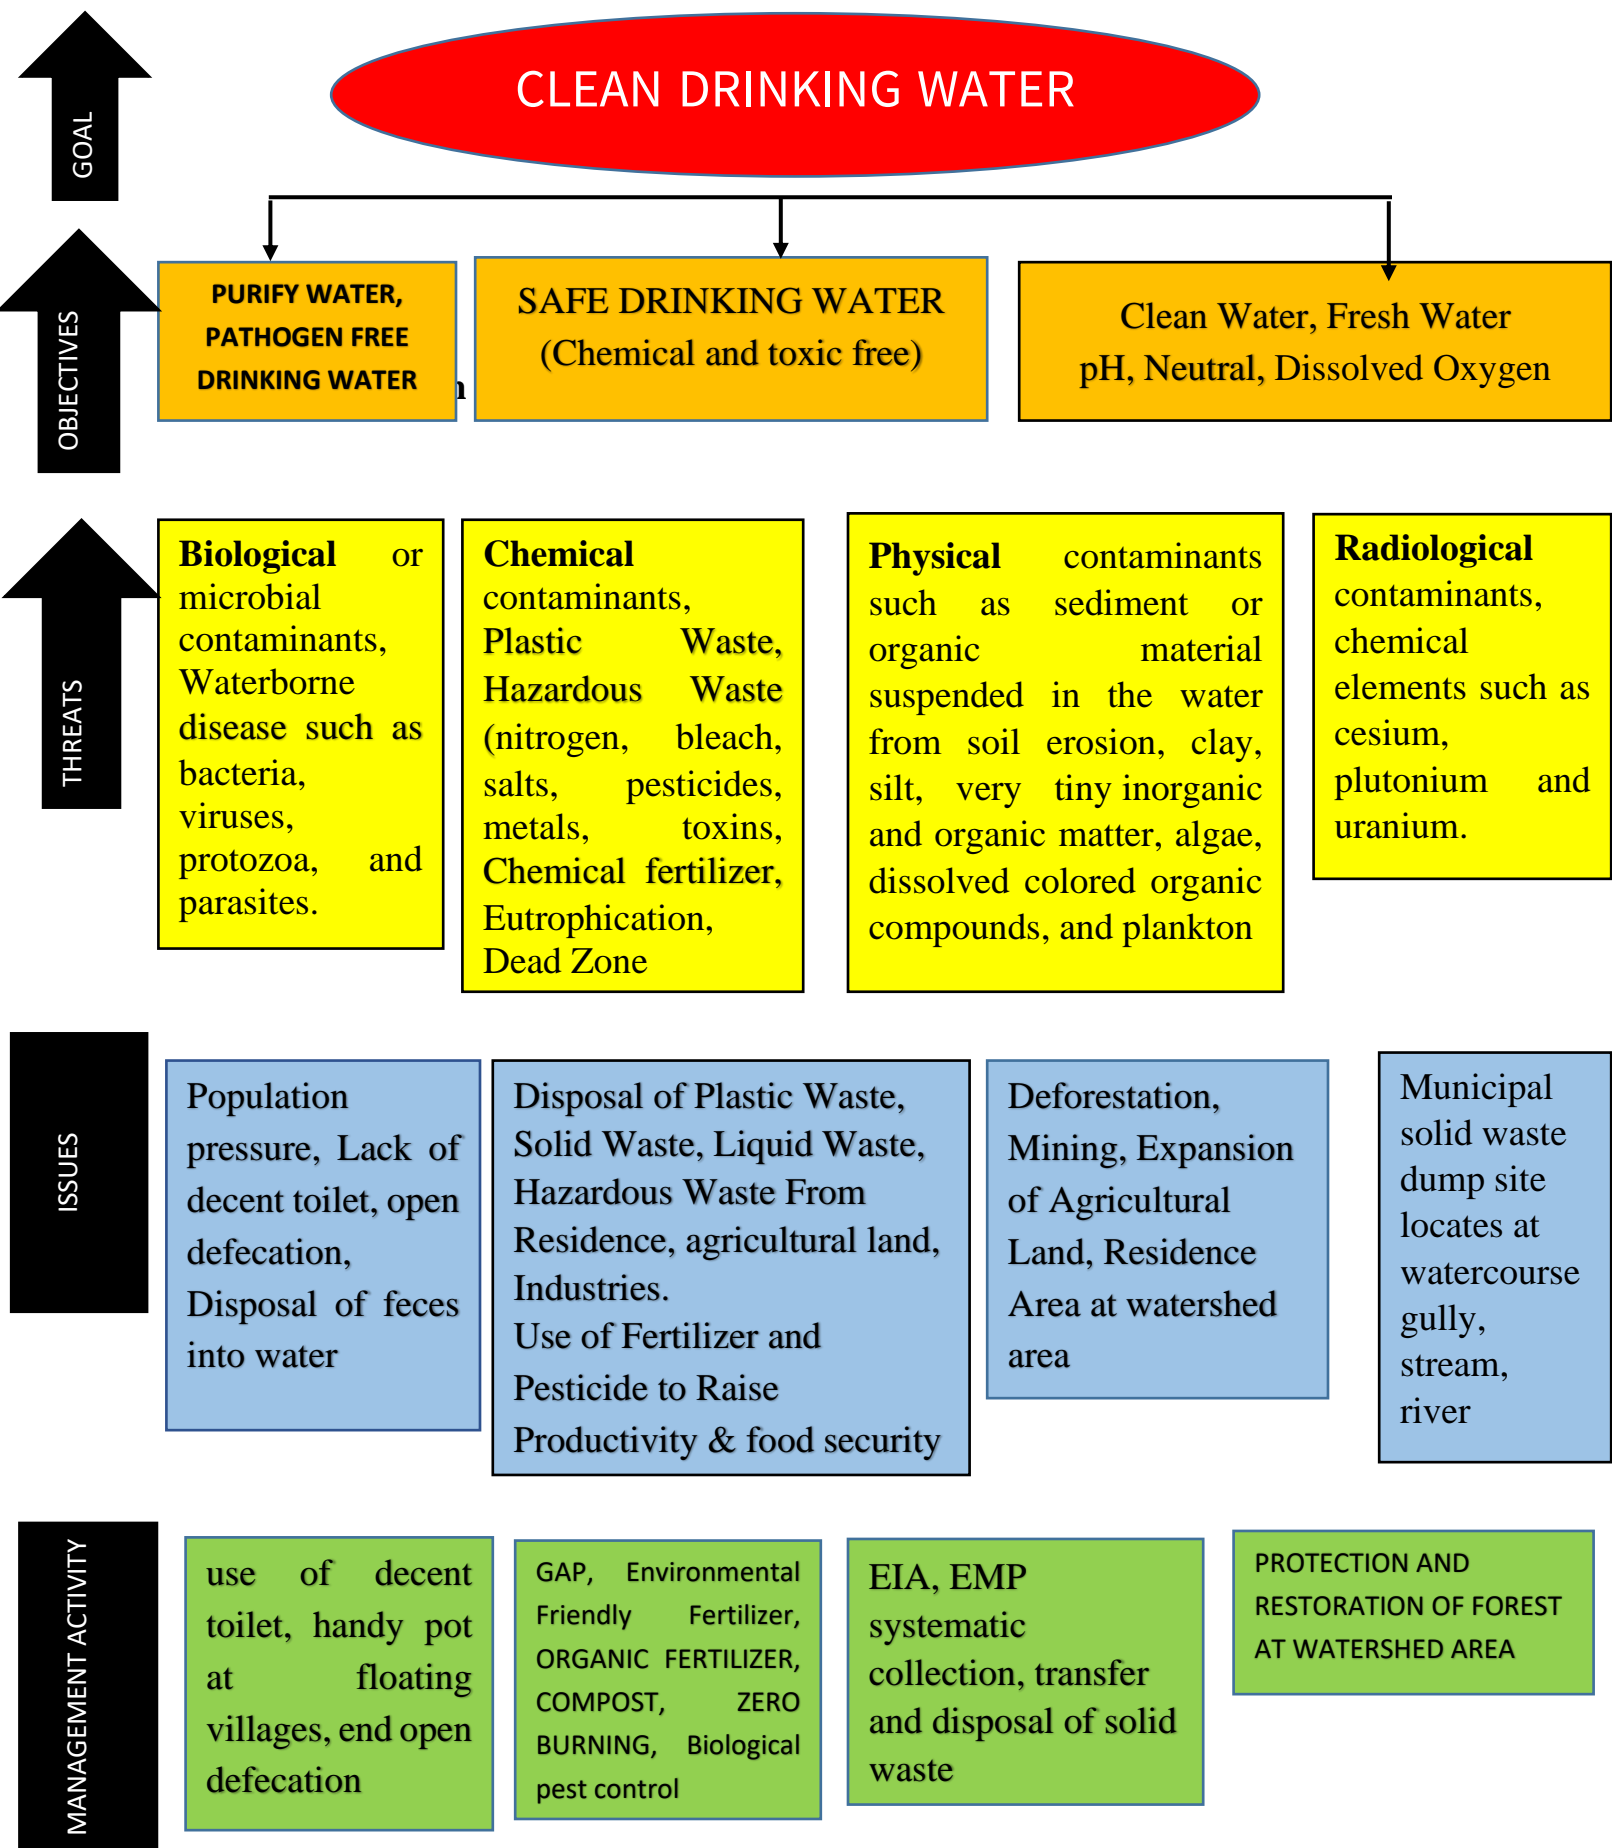 GOAL
CLEAN DRINKING WATER
OBJECTIVES
PURIFY WATER,
PATHOGEN FREE
DRINKING WATER
SAFE DRINKING WATER
(Chemical and toxic free)
Clean Water, Fresh Water
pH, Neutral, Dissolved Oxygen
THREATS
Biological or
microbial
contaminants,
Waterborne
disease such as
bacteria,
viruses,
protozoa, and
parasites.
Chemical
contaminants,
Plastic Waste,
Hazardous Waste
(nitrogen, bleach,
salts, pesticides,
metals, toxins,
Chemical fertilizer,
Eutrophication,
Dead Zone
Physical contaminants
such as sediment or
organic material
suspended in the water
from soil erosion, clay,
silt, very tiny inorganic
and organic matter, algae,
dissolved colored organic
compounds, and plankton
Radiological
contaminants,
chemical
elements such as
cesium,
plutonium and
uranium.
ISSUES
Population
pressure, Lack of
decent toilet, open
defecation,
Disposal of feces
into water
Disposal of Plastic Waste,
Solid Waste, Liquid Waste,
Hazardous Waste From
Residence, agricultural land,
Industries.
Use of Fertilizer and
Pesticide to Raise
Productivity & food security
Deforestation,
Mining, Expansion
of Agricultural
Land, Residence
Area at watershed
area
Municipal
solid waste
dump site
locates at
watercourse
gully,
stream,
river
MANAGEMENT ACTIVITY
use of decent
toilet, handy pot
at floating
villages, end open
defecation
GAP, Environmental
Friendly Fertilizer,
ORGANIC FERTILIZER,
COMPOST, ZERO
BURNING, Biological
pest control
EIA, EMP
systematic
collection, transfer
and disposal of solid
waste
PROTECTION AND
RESTORATION OF FOREST
AT WATERSHED AREA